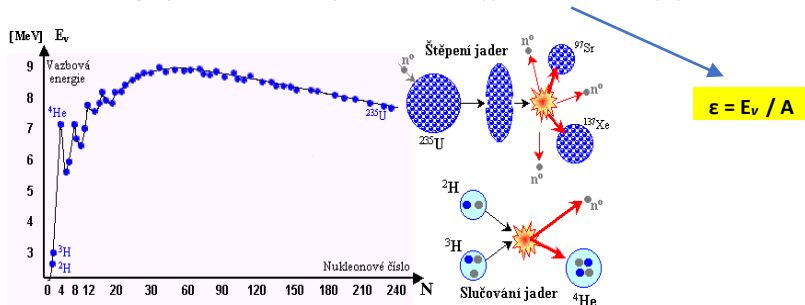 [MeV] Eᵥ
Vazbová
energie
9
8
7
6
5
4
3
⁴He
³H
²H
²³⁵U
Nukleonové číslo
0 4 8 12 20 30 60 90 120 150 180 210 240 N
Štěpení jader
n°
²³⁵U
n°
n°
n°
⁹⁷Sr
¹³⁷Xe
²H
³H
n°
⁴He
Slučování jader
ε = Eᵥ / A